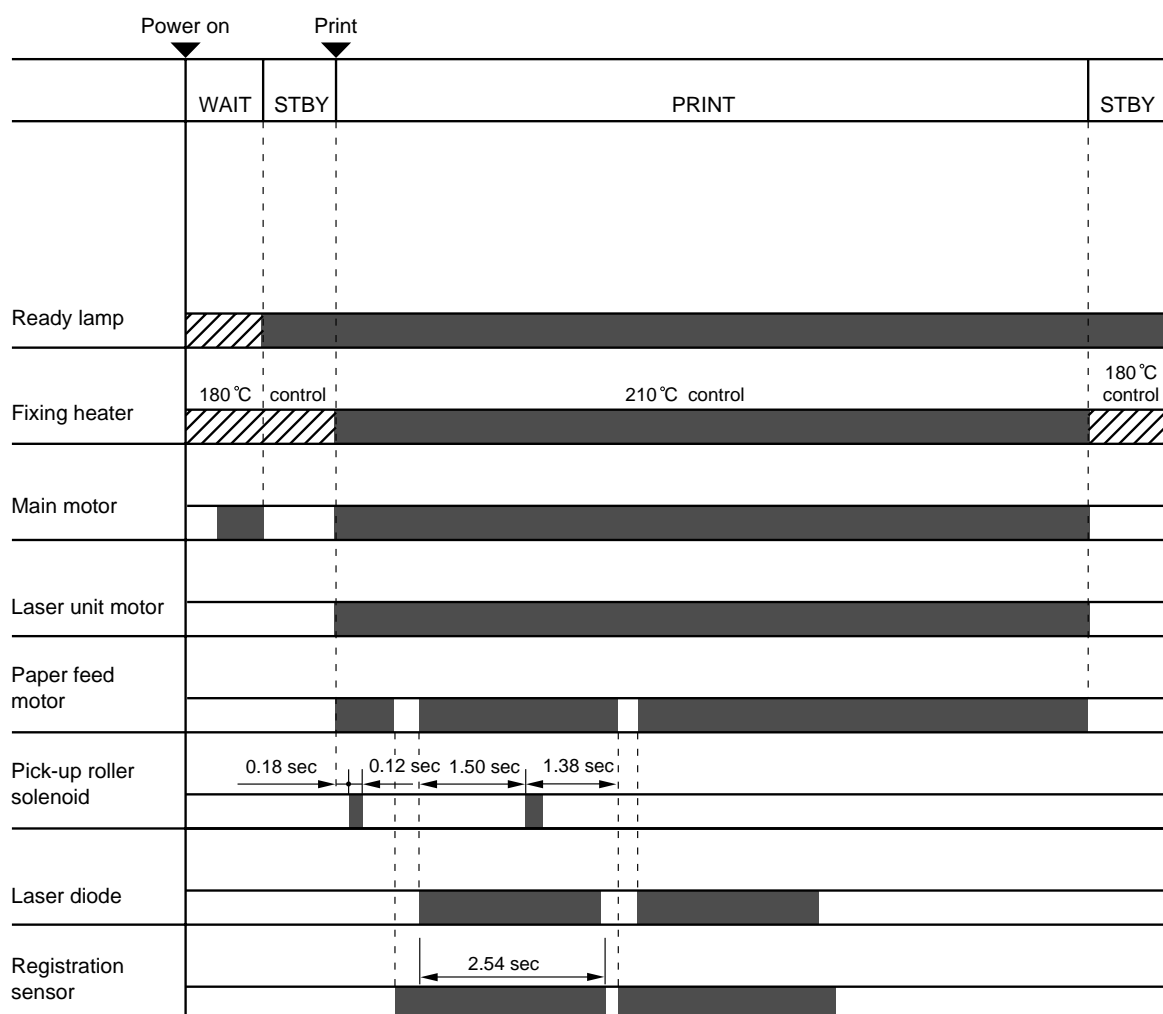 Power on
Print
WAIT
STBY
PRINT
STBY
Ready lamp
180℃
control
210℃ control
180℃
control
Fixing heater
Main motor
Laser unit motor
Paper feed
motor
Pick-up roller
solenoid
0.18 sec
0.12 sec
1.50 sec
1.38 sec
Laser diode
Registration
sensor
2.54 sec